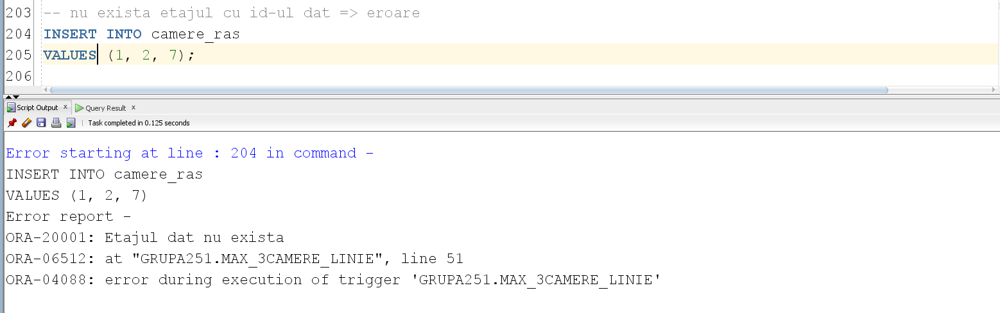 203 -- nu exista etajul cu id-ul dat => eroare
204 INSERT INTO camere_ras
205 VALUES (1, 2, 7);
206
Script Output x Query Result x
Task completed in 0.125 seconds
Error starting at line : 204 in command -
INSERT INTO camere_ras
VALUES (1, 2, 7)
Error report -
ORA-20001: Etajul dat nu exista
ORA-06512: at "GRUPA251.MAX_3CAMERE_LINIE", line 51
ORA-04088: error during execution of trigger 'GRUPA251.MAX_3CAMERE_LINIE'